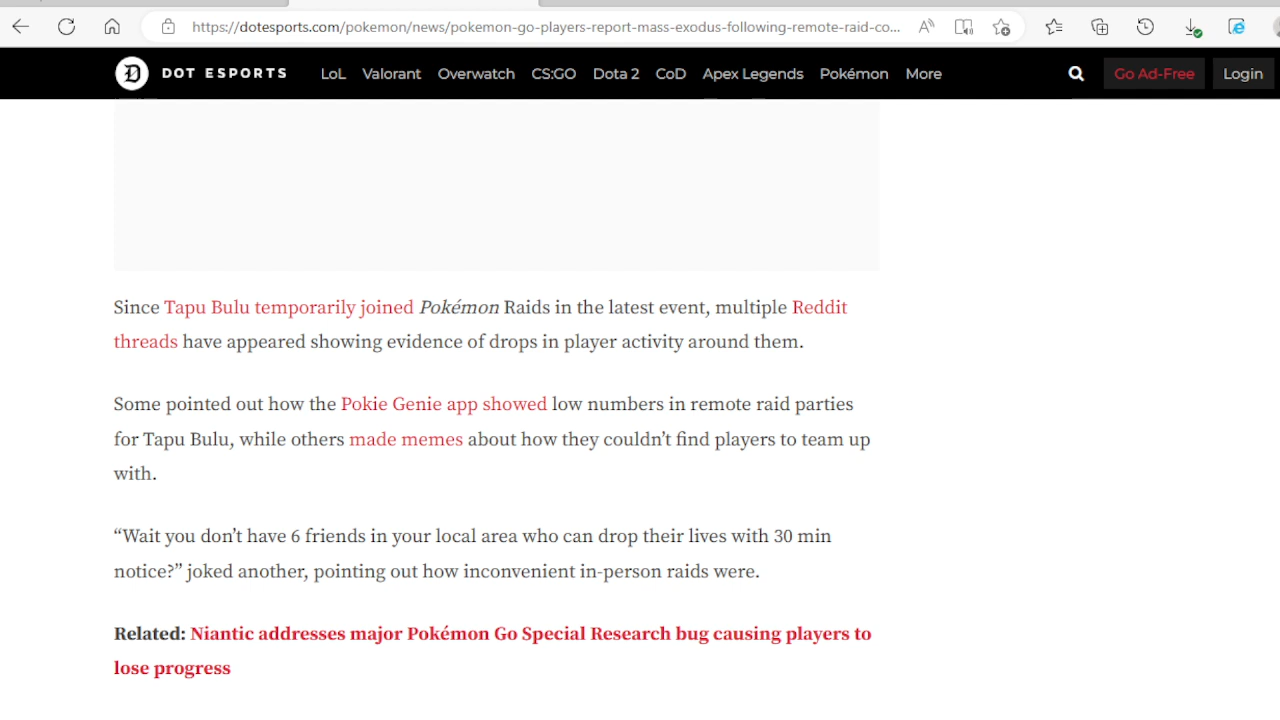 https://dotesports.com/pokemon/news/pokemon-go-players-report-mass-exodus-following-remote-raid-co...
DOT ESPORTS LoL Valorant Overwatch CS:GO Dota 2 CoD Apex Legends Pokémon More Go Ad-Free Login
Since Tapu Bulu temporarily joined Pokémon Raids in the latest event, multiple Reddit
threads have appeared showing evidence of drops in player activity around them.
Some pointed out how the Pokie Genie app showed low numbers in remote raid parties
for Tapu Bulu, while others made memes about how they couldn’t find players to team up
with.
“Wait you don’t have 6 friends in your local area who can drop their lives with 30 min
notice?” joked another, pointing out how inconvenient in-person raids were.
Related: Niantic addresses major Pokémon Go Special Research bug causing players to
lose progress